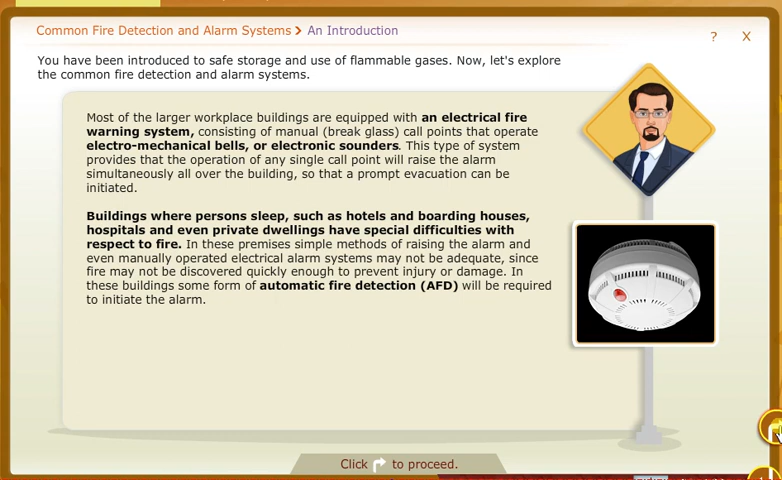 Common Fire Detection and Alarm Systems > An Introduction
? X
You have been introduced to safe storage and use of flammable gases. Now, let's explore
the common fire detection and alarm systems.
Most of the larger workplace buildings are equipped with an electrical fire
warning system, consisting of manual (break glass) call points that operate
electro-mechanical bells, or electronic sounders. This type of system
provides that the operation of any single call point will raise the alarm
simultaneously all over the building, so that a prompt evacuation can be
initiated.
Buildings where persons sleep, such as hotels and boarding houses,
hospitals and even private dwellings have special difficulties with
respect to fire. In these premises simple methods of raising the alarm and
even manually operated electrical alarm systems may not be adequate, since
fire may not be discovered quickly enough to prevent injury or damage. In
these buildings some form of automatic fire detection (AFD) will be required
to initiate the alarm.
Click to proceed.